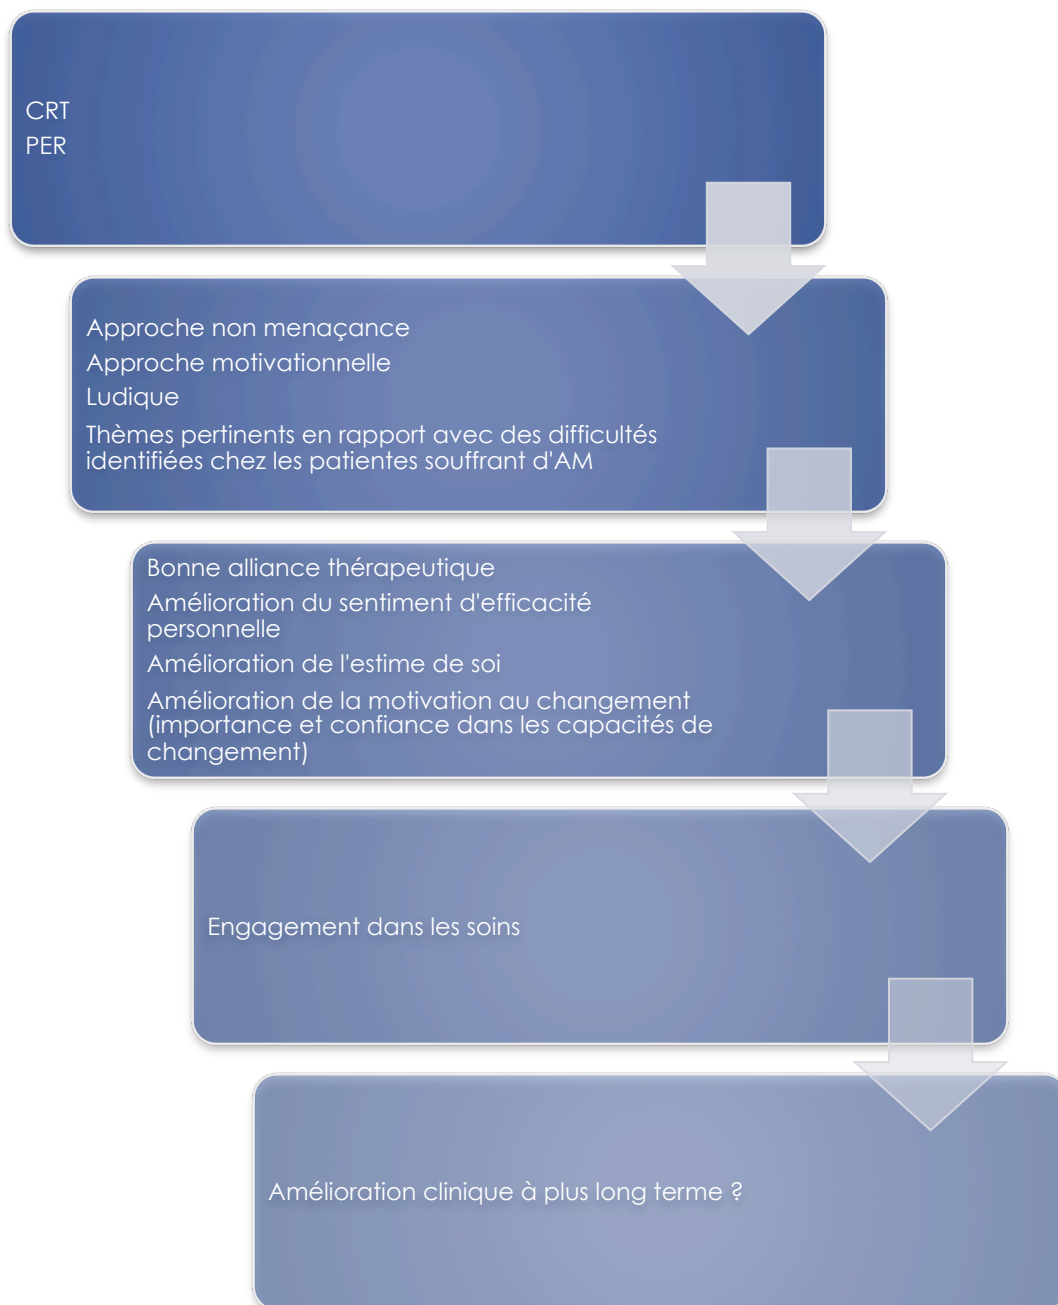 CRT
PER
Approche non menaçance
Approche motivationnelle
Ludique
Thèmes pertinents en rapport avec des difficultés
identifiées chez les patientes souffrant d'AM
Bonne alliance thérapeutique
Amélioration du sentiment d'efficacité
personnelle
Amélioration de l'estime de soi
Amélioration de la motivation au changement
(importance et confiance dans les capacités de
changement)
Engagement dans les soins
Amélioration clinique à plus long terme ?